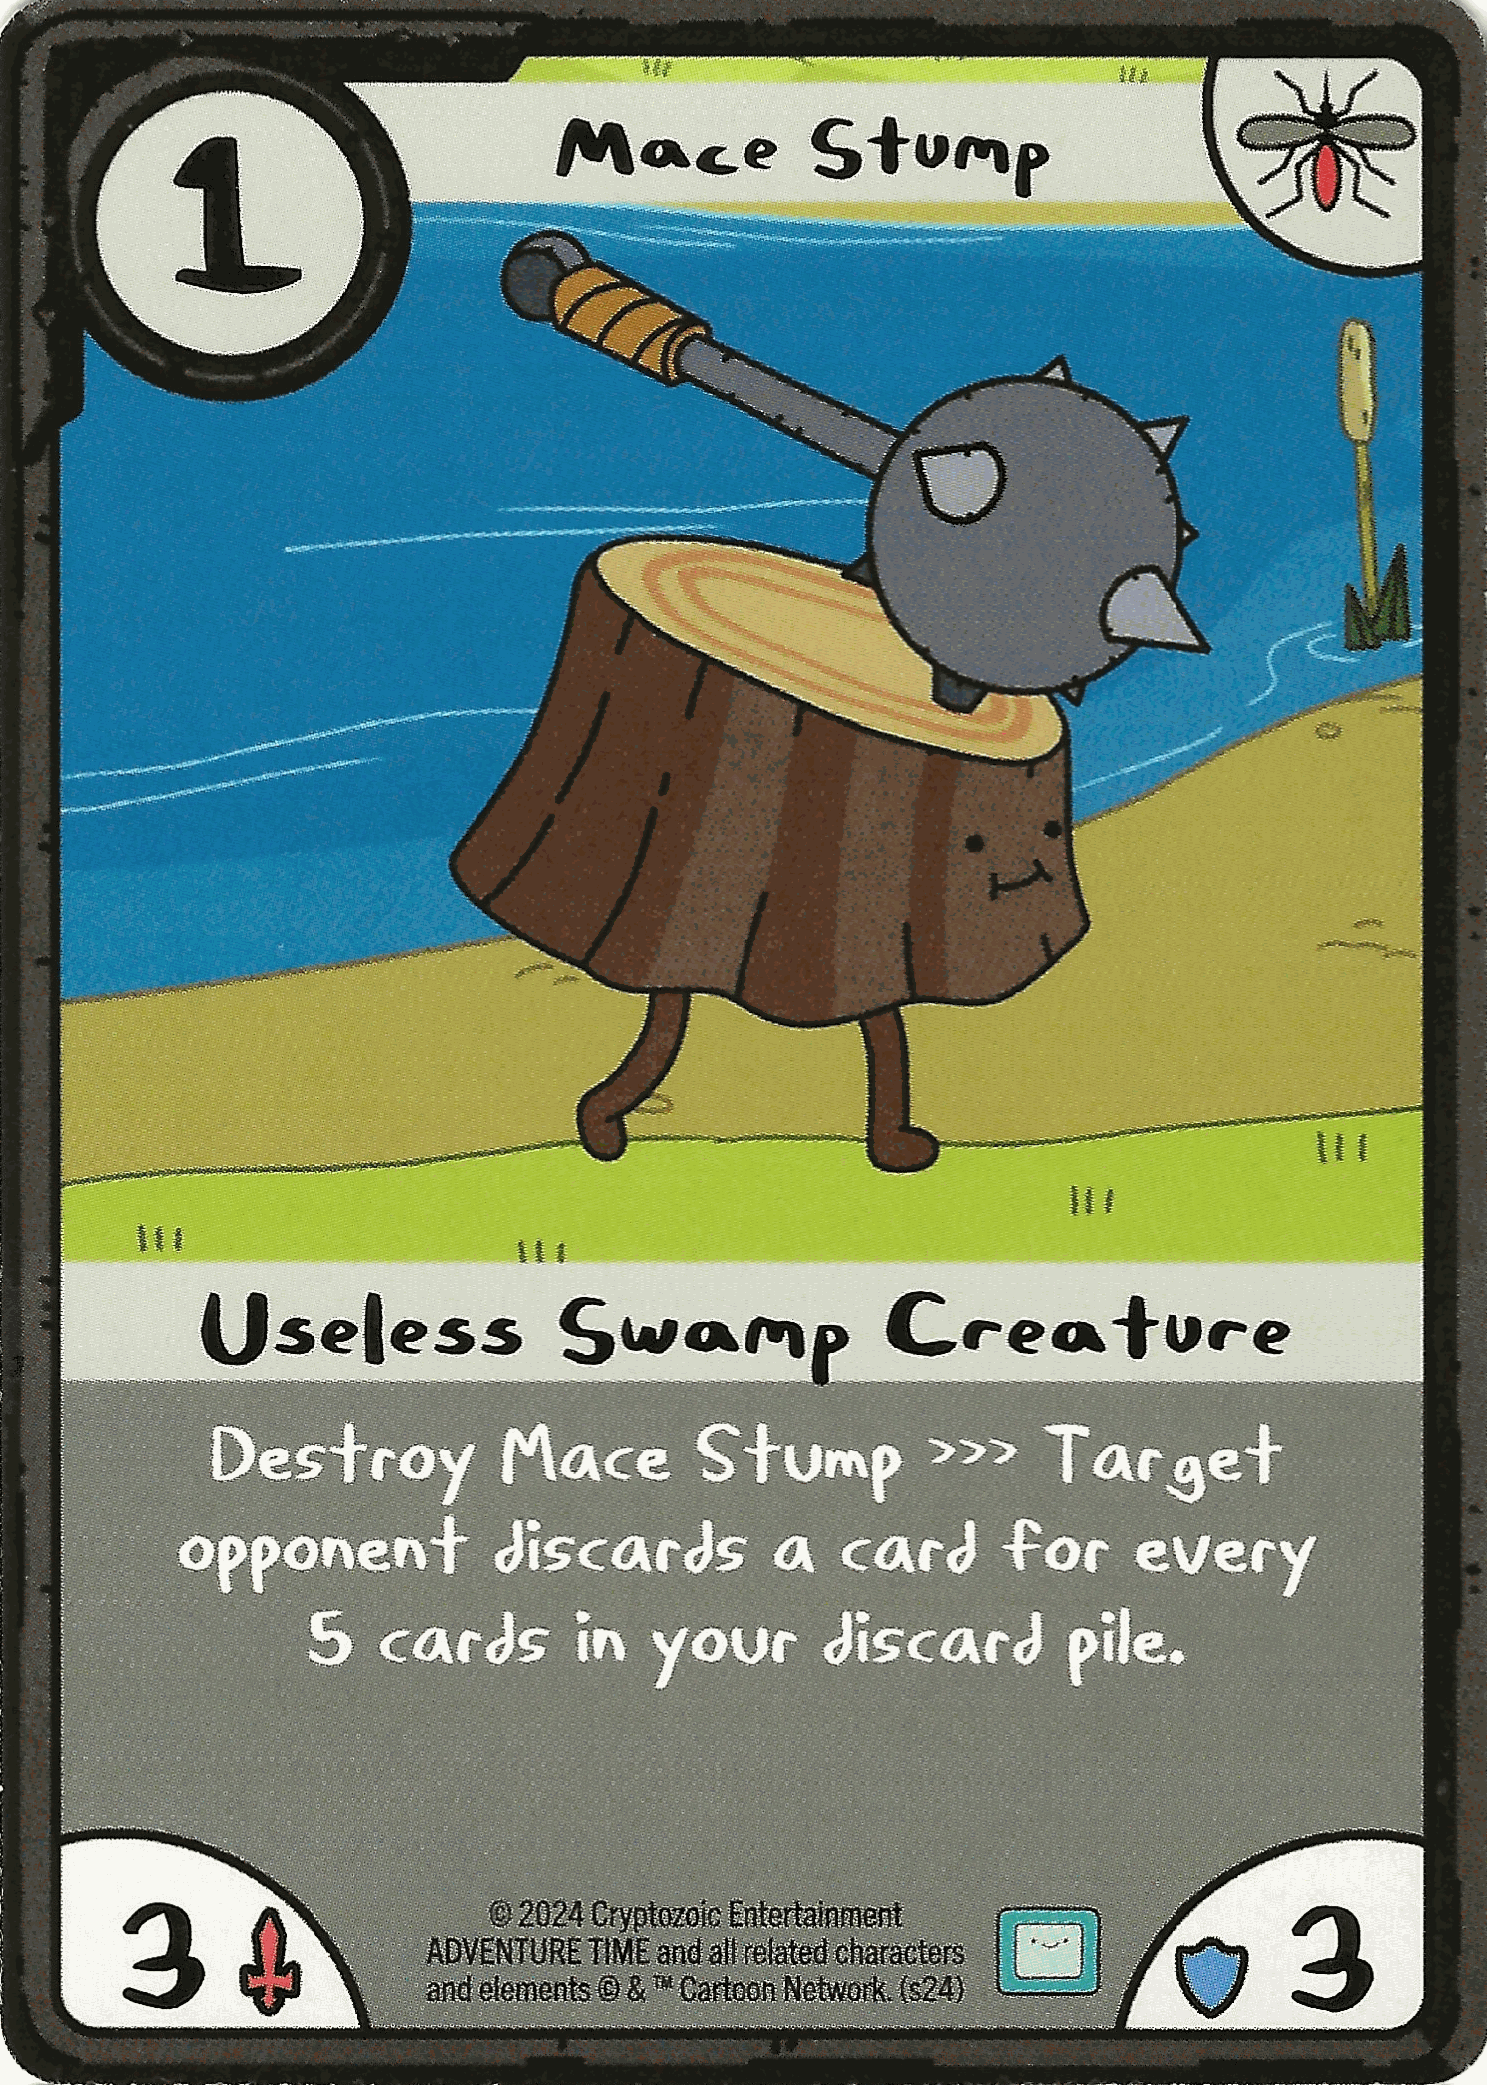 1
Mace Stump
Useless Swamp Creature
Destroy Mace Stump >>> Target
opponent discards a card for every
5 cards in your discard pile.
3
© 2024 Cryptozoic Entertainment
ADVENTURE TIME and all related characters
and elements © & ™ Cartoon Network. (s24)
3